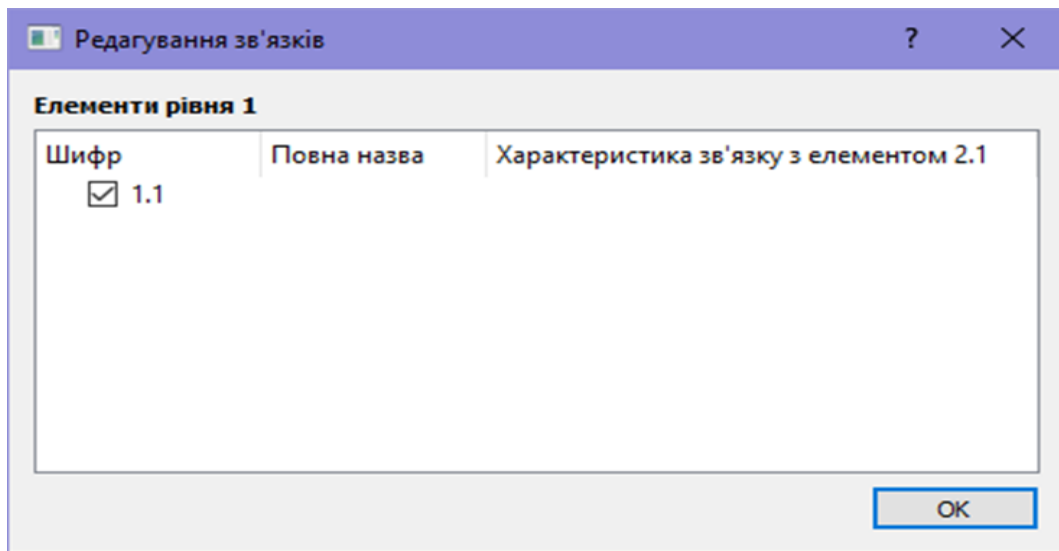 Редагування зв'язків ?
Елементи рівня 1
Шифр Повна назва Характеристика зв'язку з елементом 2.1
1.1
OK